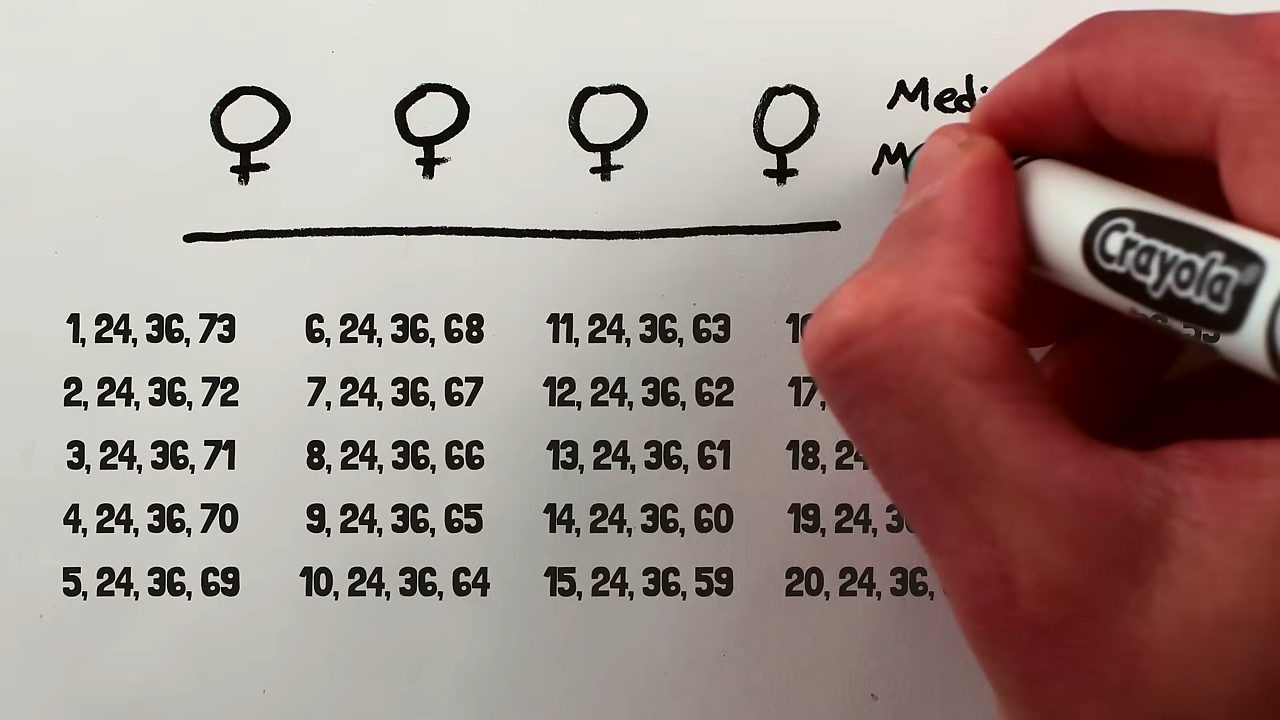 Medi
M
1, 24, 36, 73 6, 24, 36, 68 11, 24, 36, 63
2, 24, 36, 72 7, 24, 36, 67 12, 24, 36, 62 17,
3, 24, 36, 71 8, 24, 36, 66 13, 24, 36, 61 18, 24
4, 24, 36, 70 9, 24, 36, 65 14, 24, 36, 60 19, 24, 3
5, 24, 36, 69 10, 24, 36, 64 15, 24, 36, 59 20, 24, 36,
Crayola